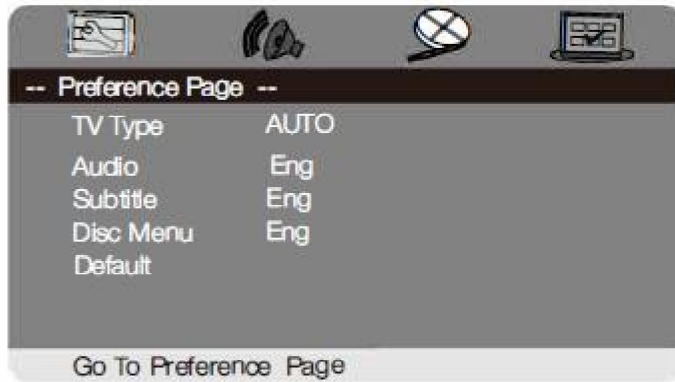 -- Preference Page --
TV Type AUTO
Audio Eng
Subtitle Eng
Disc Menu Eng
Default
Go To Preference Page